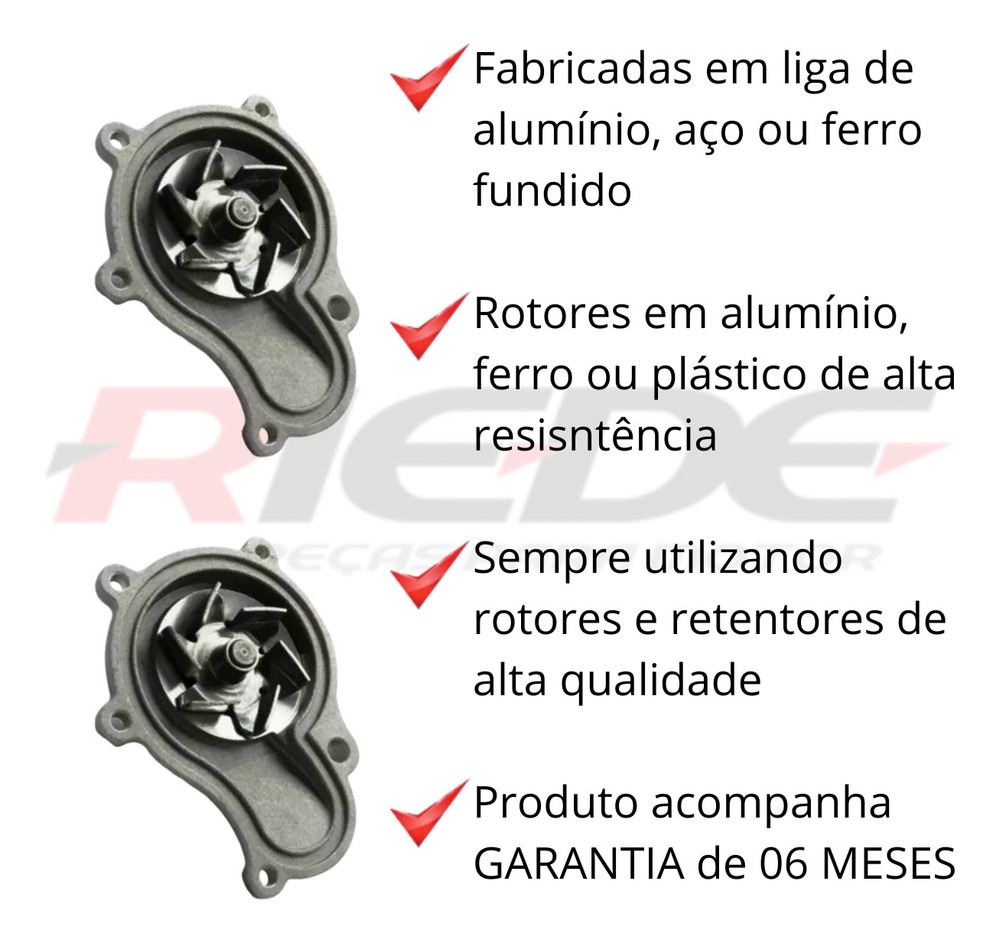 Fabricadas em liga de
alumínio, aço ou ferro
fundido
Rotores em alumínio,
ferro ou plástico de alta
resisntência
RIEDE
Sempre utilizando
rotores e retentores de
alta qualidade
Produto acompanha
GARANTIA de 06 MESES